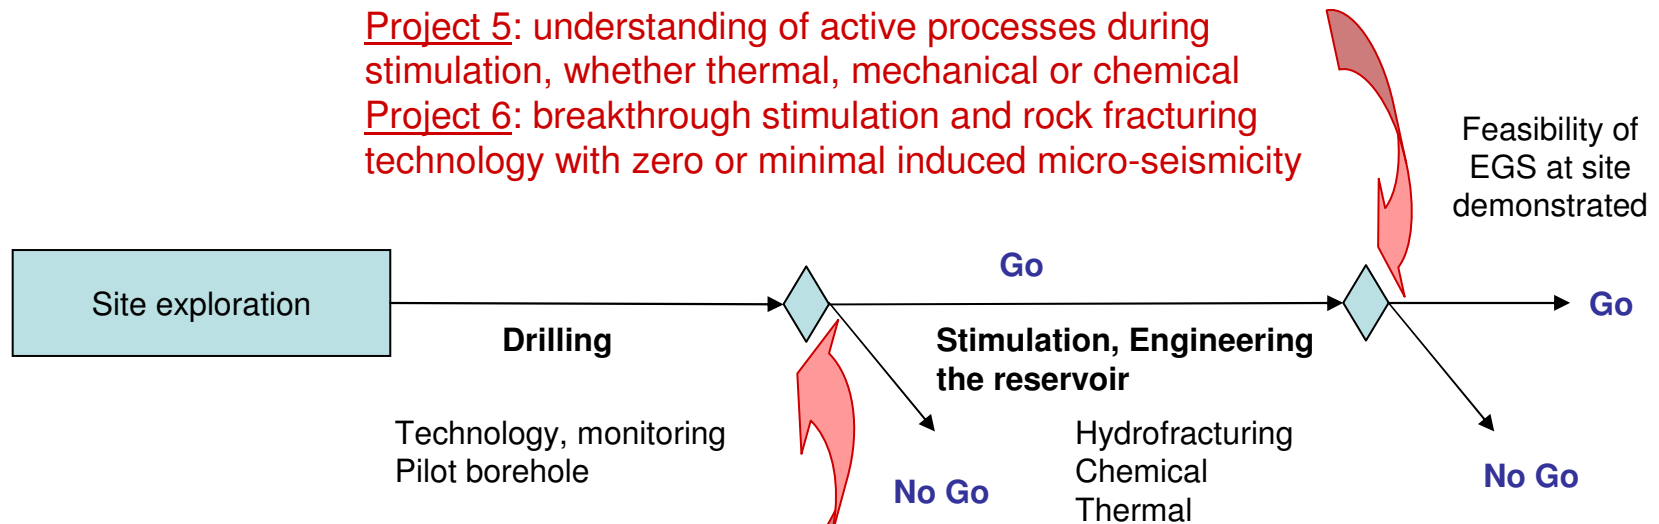 Project 5: understanding of active processes during
stimulation, whether thermal, mechanical or chemical
Project 6: breakthrough stimulation and rock fracturing
technology with zero or minimal induced micro-seismicity
Feasibility of
EGS at site
demonstrated
Site exploration
Go
Go
Drilling
Stimulation, Engineering
the reservoir
Technology, monitoring
Pilot borehole
No Go
Hydrofracturing
Chemical
Thermal
No Go